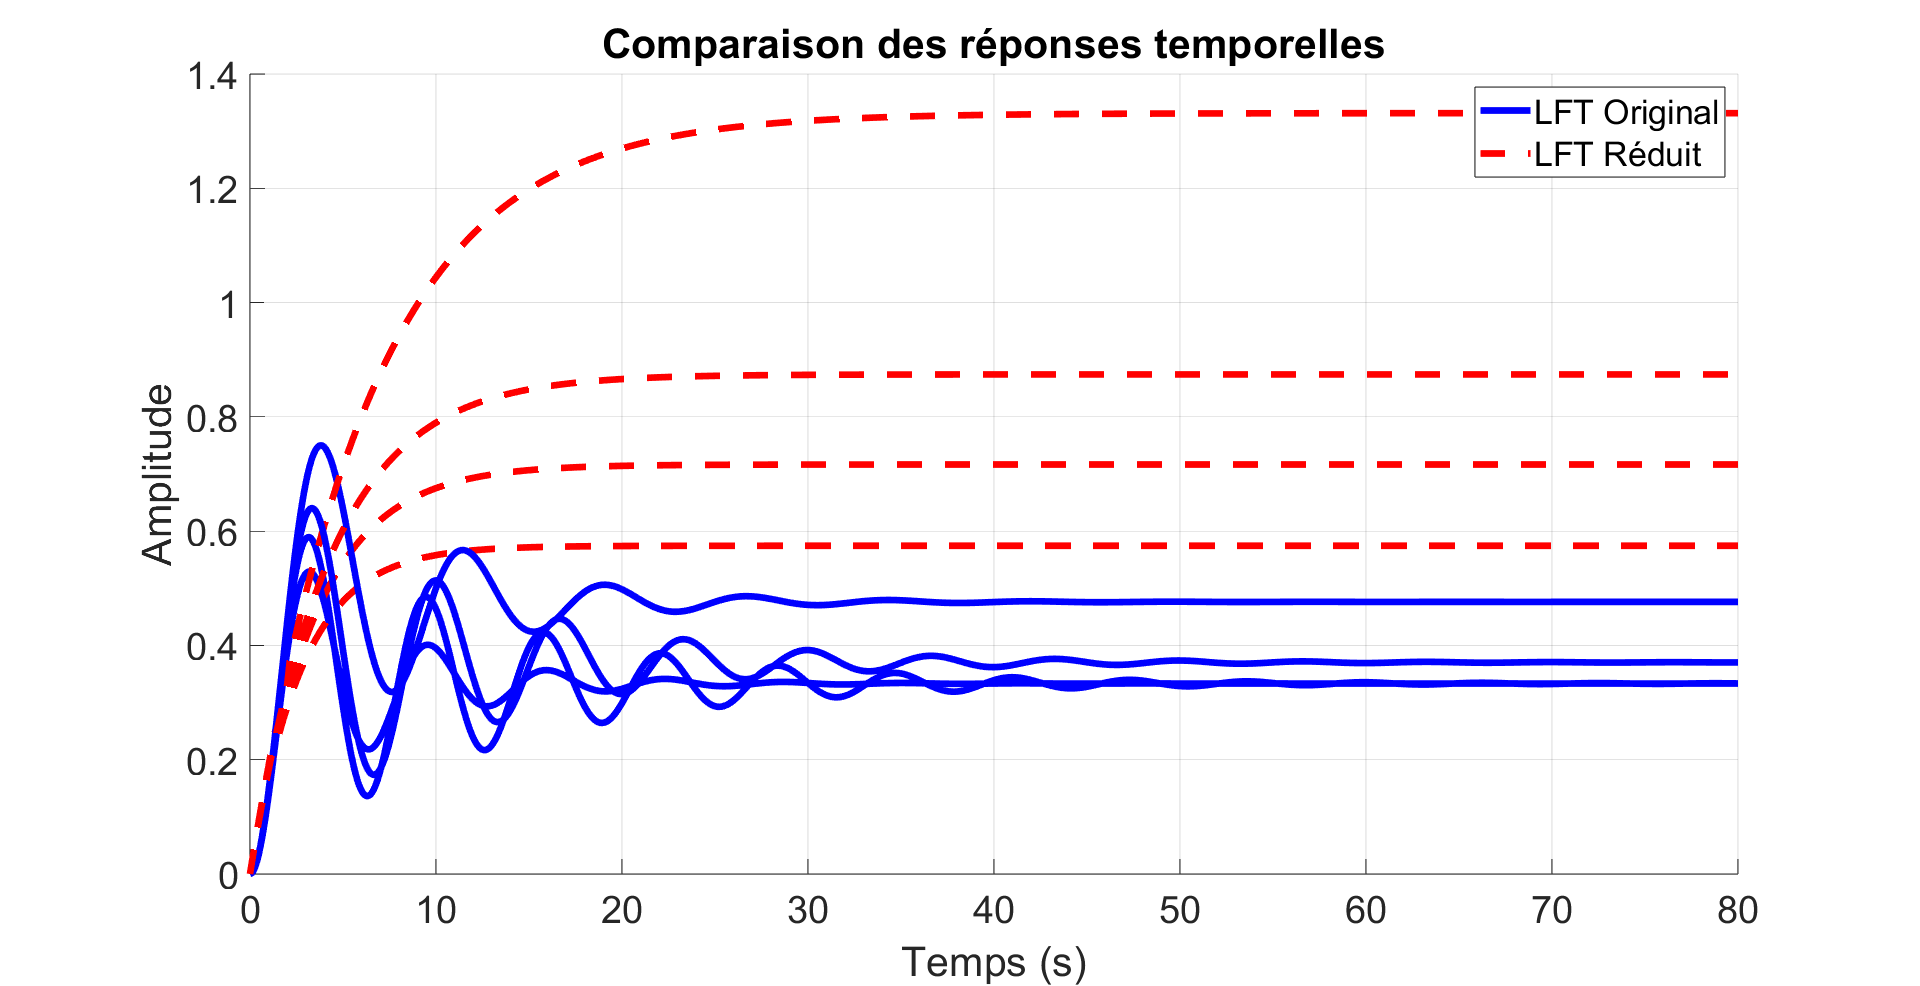 Comparaison des réponses temporelles
LFT Original
LFT Réduit
Amplitude
1.4
1.2
1
0.8
0.6
0.4
0.2
0
0 10 20 30 40 50 60 70 80
Temps (s)